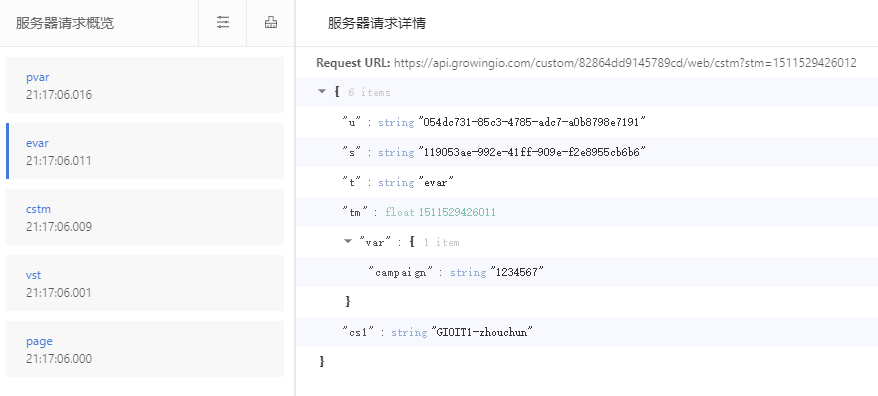 服务器请求概览
服务器请求详情
pvar
21:17:06.016
evar
21:17:06.011
cstm
21:17:06.009
vst
21:17:06.001
page
21:17:06.000
Request URL: https://api.growingio.com/custom/82864dd9145789cd/web/cstm?stm=1511529426012
{ 6 items
"u" : string "054dc731-85c3-4785-adc7-a0b8798e7191"
"s" : string "119053ae-992e-41ff-909e-f2e8955cb6b6"
"t" : string "evar"
"tm" : float 1511529426011
"var" : { 1 item
"campaign" : string "1234567"
}
"cs1" : string "GIOIT1-zhouchun"
}